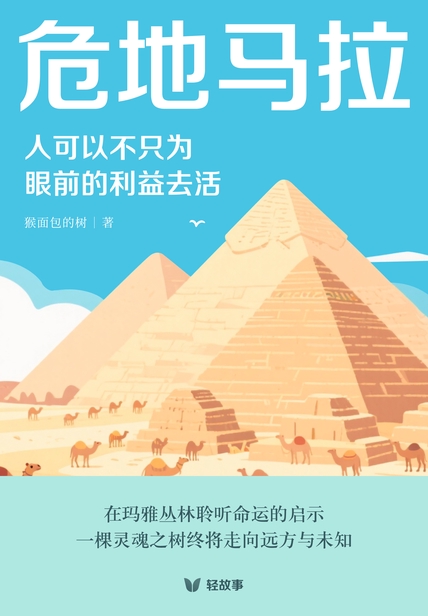 危地马拉
人可以不只为
眼前的利益去活
猴面包的树|著
在玛雅丛林聆听命运的启示
一棵灵魂之树终将走向远方与未知
轻故事